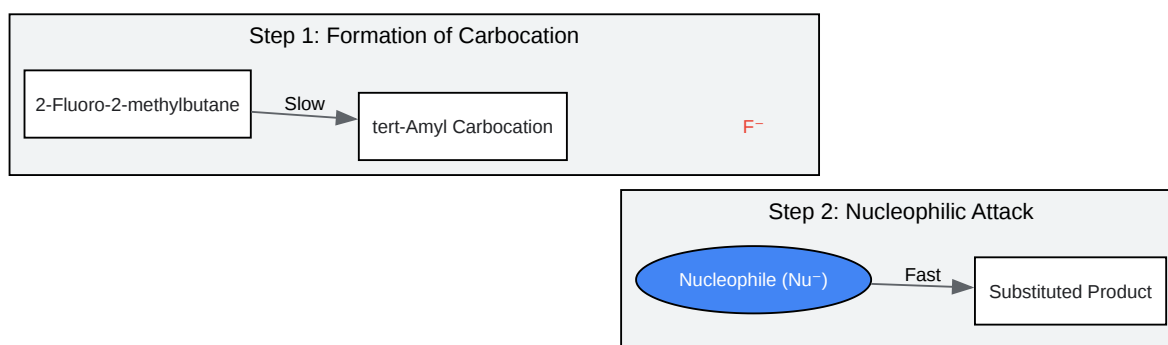 Step 1: Formation of Carbocation
2-Fluoro-2-methylbutane
Slow
tert-Amyl Carbocation
F⁻
Step 2: Nucleophilic Attack
Nucleophile (Nu⁻)
Fast
Substituted Product